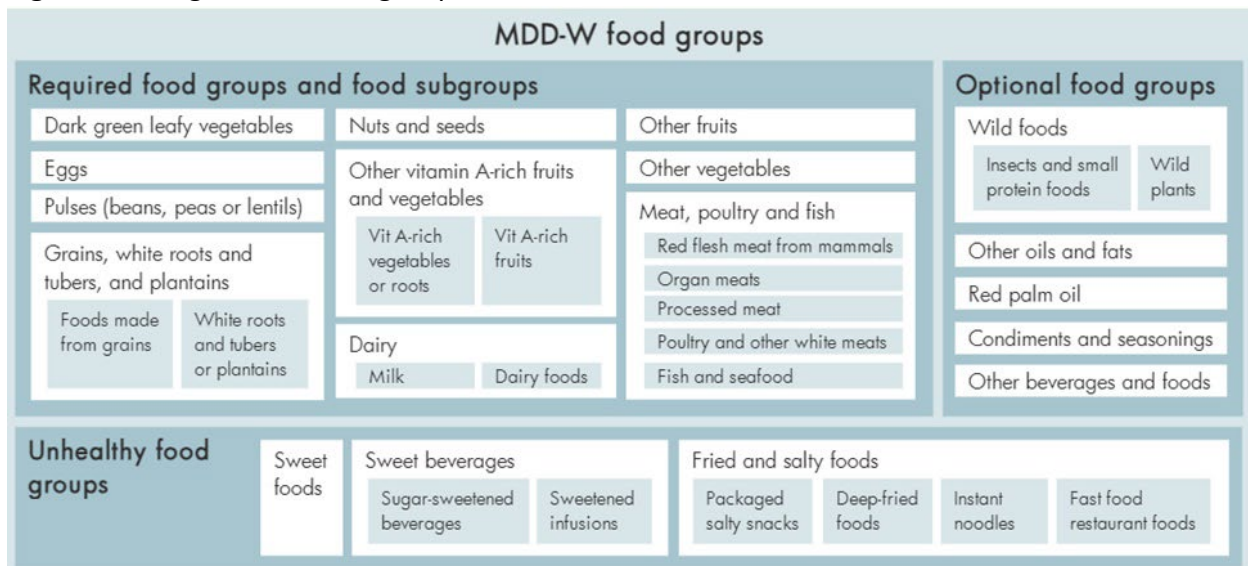 MDD-W food groups
Required food groups and food subgroups
Dark green leafy vegetables
Eggs
Pulses (beans, peas or lentils)
Grains, white roots and
tubers, and plantains
Foods made
from grains
White roots
and tubers
or plantains
Nuts and seeds
Other vitamin A-rich fruits
and vegetables
Vit A-rich
vegetables
or roots
Vit A-rich
fruits
Dairy
Milk
Dairy foods
Other fruits
Other vegetables
Meat, poultry and fish
Red flesh meat from mammals
Organ meats
Processed meat
Poultry and other white meats
Fish and seafood
Optional food groups
Wild foods
Insects and small
protein foods
Wild
plants
Other oils and fats
Red palm oil
Condiments and seasonings
Other beverages and foods
Unhealthy food
groups
Sweet
foods
Sweet beverages
Sugar-sweetened
beverages
Sweetened
infusions
Fried and salty foods
Packaged
salty snacks
Deep-fried
foods
Instant
noodles
Fast food
restaurant foods